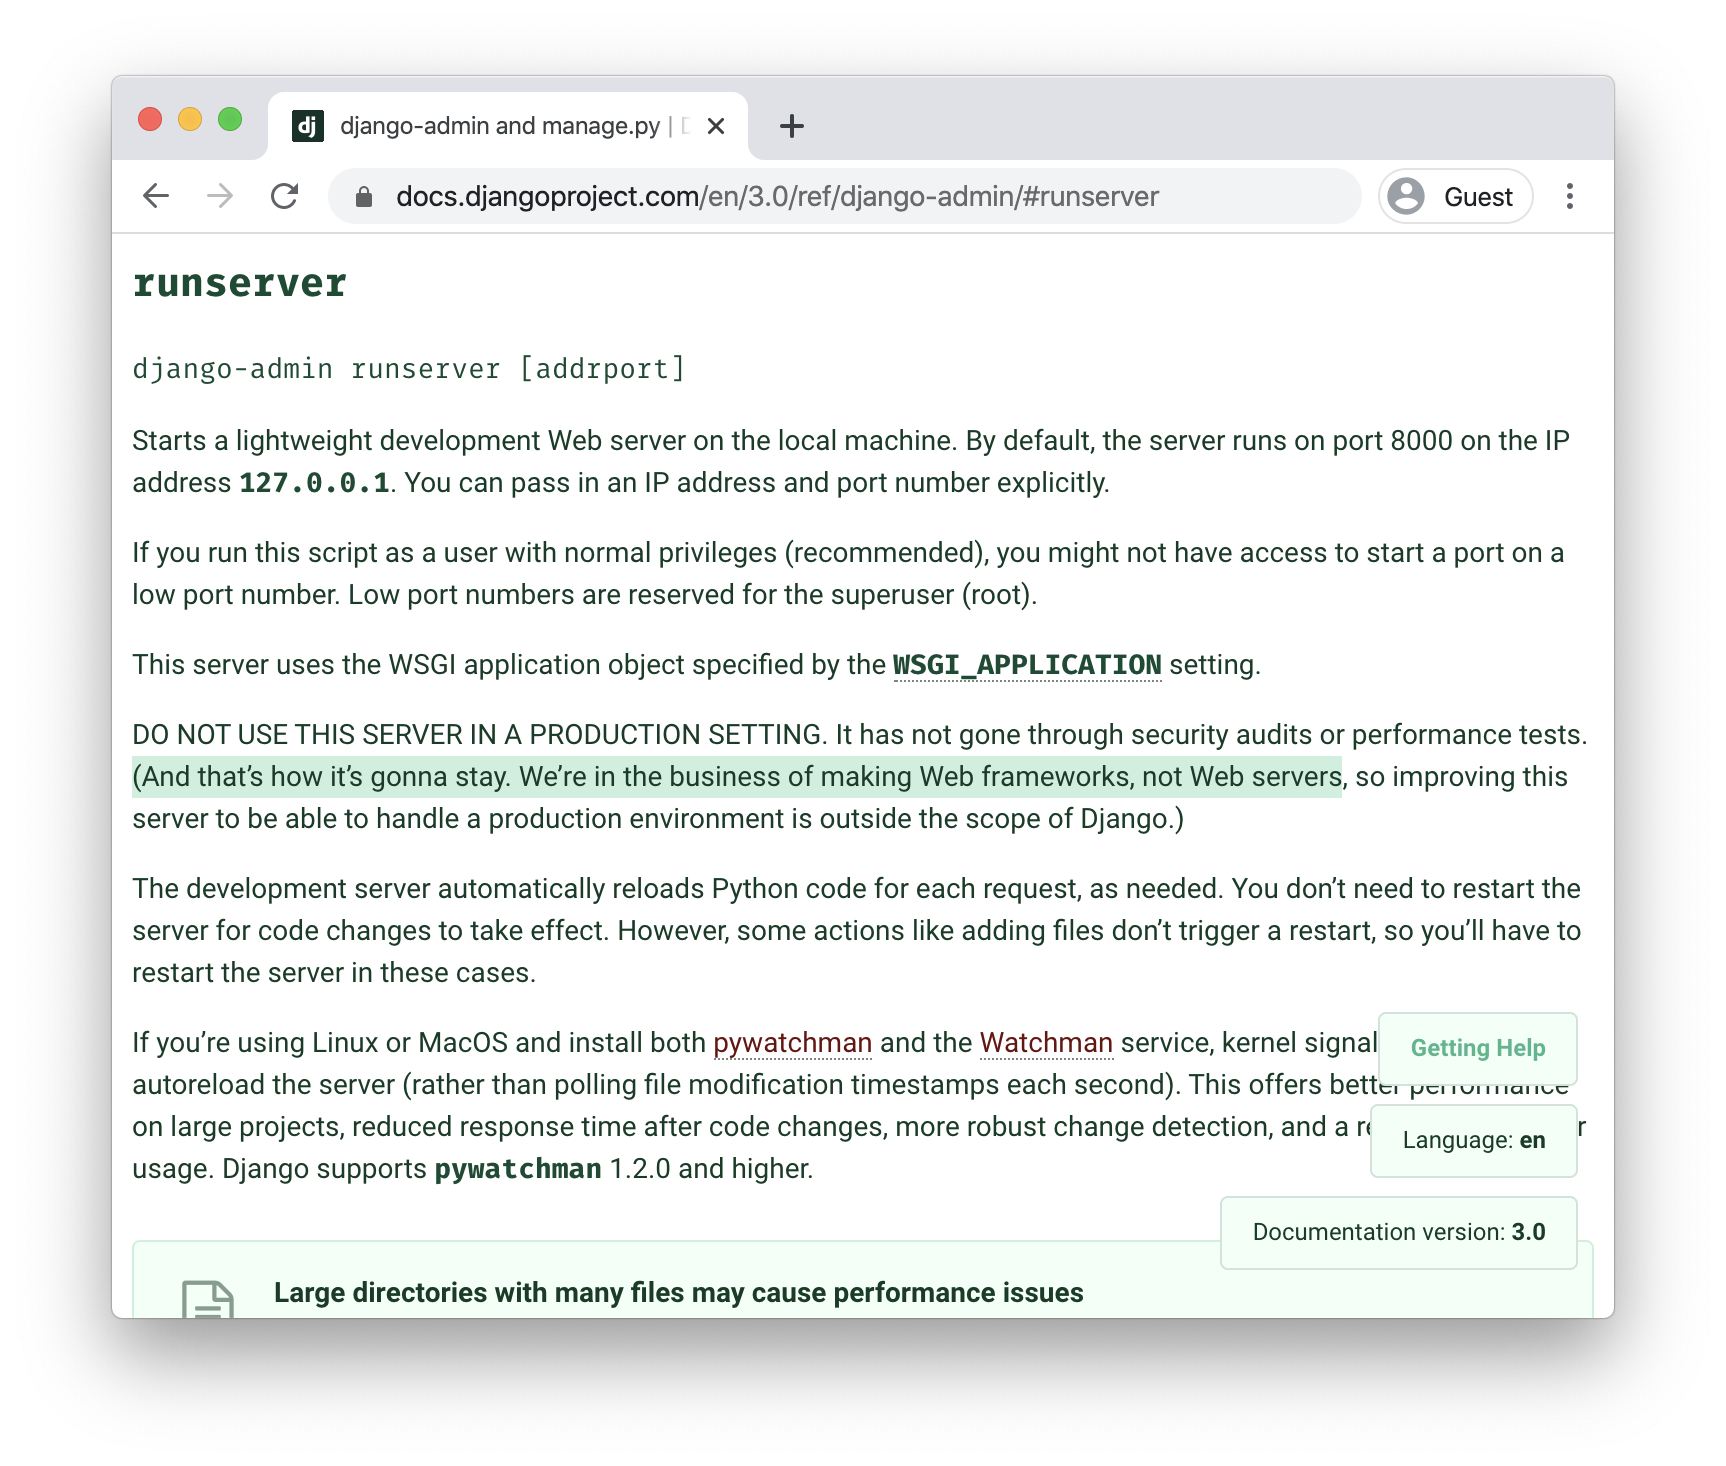 dj django-admin and manage.py |
docs.djangoproject.com/en/3.0/ref/django-admin/#runserver
Guest
runserver
django-admin runserver [addrport]
Starts a lightweight development Web server on the local machine. By default, the server runs on port 8000 on the IP
address 127.0.0.1. You can pass in an IP address and port number explicitly.
If you run this script as a user with normal privileges (recommended), you might not have access to start a port on a
low port number. Low port numbers are reserved for the superuser (root).
This server uses the WSGI application object specified by the WSGI_APPLICATION setting.
DO NOT USE THIS SERVER IN A PRODUCTION SETTING. It has not gone through security audits or performance tests.
(And that’s how it’s gonna stay. We’re in the business of making Web frameworks, not Web servers, so improving this
server to be able to handle a production environment is outside the scope of Django.)
The development server automatically reloads Python code for each request, as needed. You don’t need to restart the
server for code changes to take effect. However, some actions like adding files don’t trigger a restart, so you’ll have to
restart the server in these cases.
If you’re using Linux or MacOS and install both pywatchman and the Watchman service, kernel signal
Getting Help
autoreload the server (rather than polling file modification timestamps each second). This offers better performance
on large projects, reduced response time after code changes, more robust change detection, and a
Language: en
usage. Django supports pywatchman 1.2.0 and higher.
Documentation version: 3.0
Large directories with many files may cause performance issues